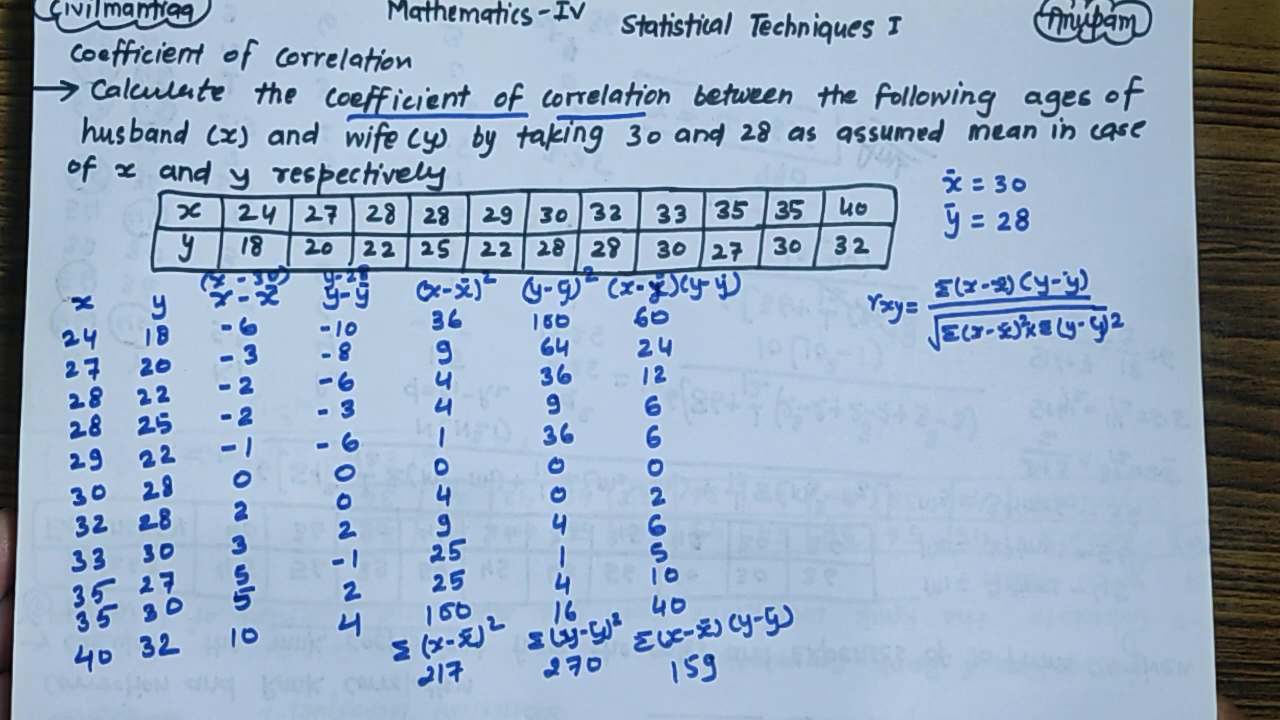 Civilmantraa Mathematics-IV Statistical Techniques I Anupam
Coefficient of correlation
→ Calculate the coefficient of correlation between the following ages of
husband (x) and wife (y) by taking 30 and 28 as assumed mean in case
of x and y respectively
x 24 27 28 28 29 30 32 33 35 35 40
y 18 20 22 25 22 28 28 30 27 30 32
x̄ = 30
ȳ = 28
(x-30) y-28
x y x-x̄ y-ȳ (x-x̄)² (y-ȳ)² (x-x̄)(y-ȳ)
24 18 -6 -10 36 100 60
27 20 -3 -8 9 64 24
28 22 -2 -6 4 36 12
28 25 -2 -3 4 9 6
29 22 -1 -6 1 36 6
30 28 0 0 0 0 0
32 28 2 0 4 0 2
33 30 3 2 9 4 6
35 27 5 -1 25 1 5
35 30 5 2 25 4 10
40 32 10 4 100 16 40
Σ(x-x̄)² Σ(y-ȳ)² Σ(x-x̄)(y-ȳ)
217 270 159
rxy = Σ(x-x̄)(y-ȳ)
√Σ(x-x̄)²xΣ(y-ȳ)²